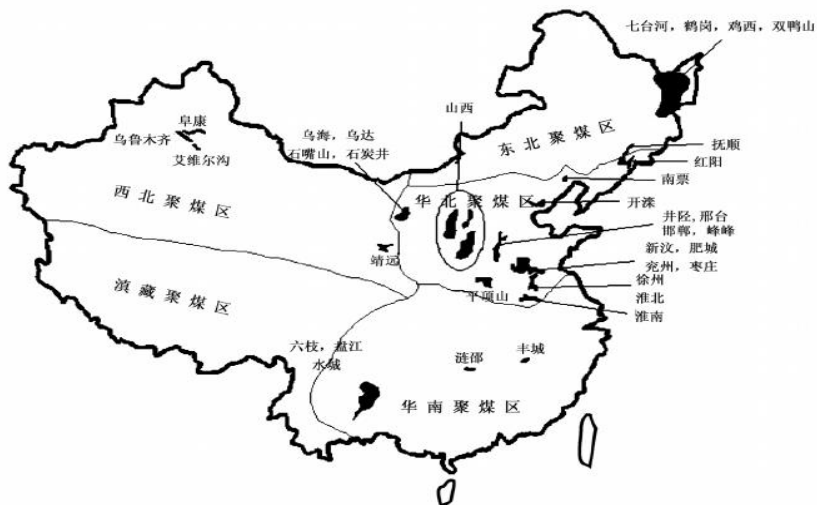 七台河，鹤岗，鸡西，双鸭山
山西
阜康
乌鲁木齐
艾维尔沟
乌海，乌达
石嘴山，石炭井
东北聚煤区
抚顺
红阳
南票
西北聚煤区
华北聚煤区
开滦
井陉,邢台
邯郸，峰峰
靖远
新汶，肥城
兖州，枣庄
滇藏聚煤区
平顶山
徐州
淮北
淮南
六枝，盘江
水城
涟邵
丰城
华南聚煤区